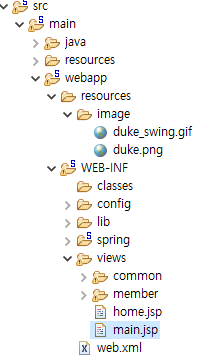 src
main
java
resources
webapp
resources
image
duke_swing.gif
duke.png
WEB-INF
classes
config
lib
spring
views
common
member
home.jsp
main.jsp
web.xml